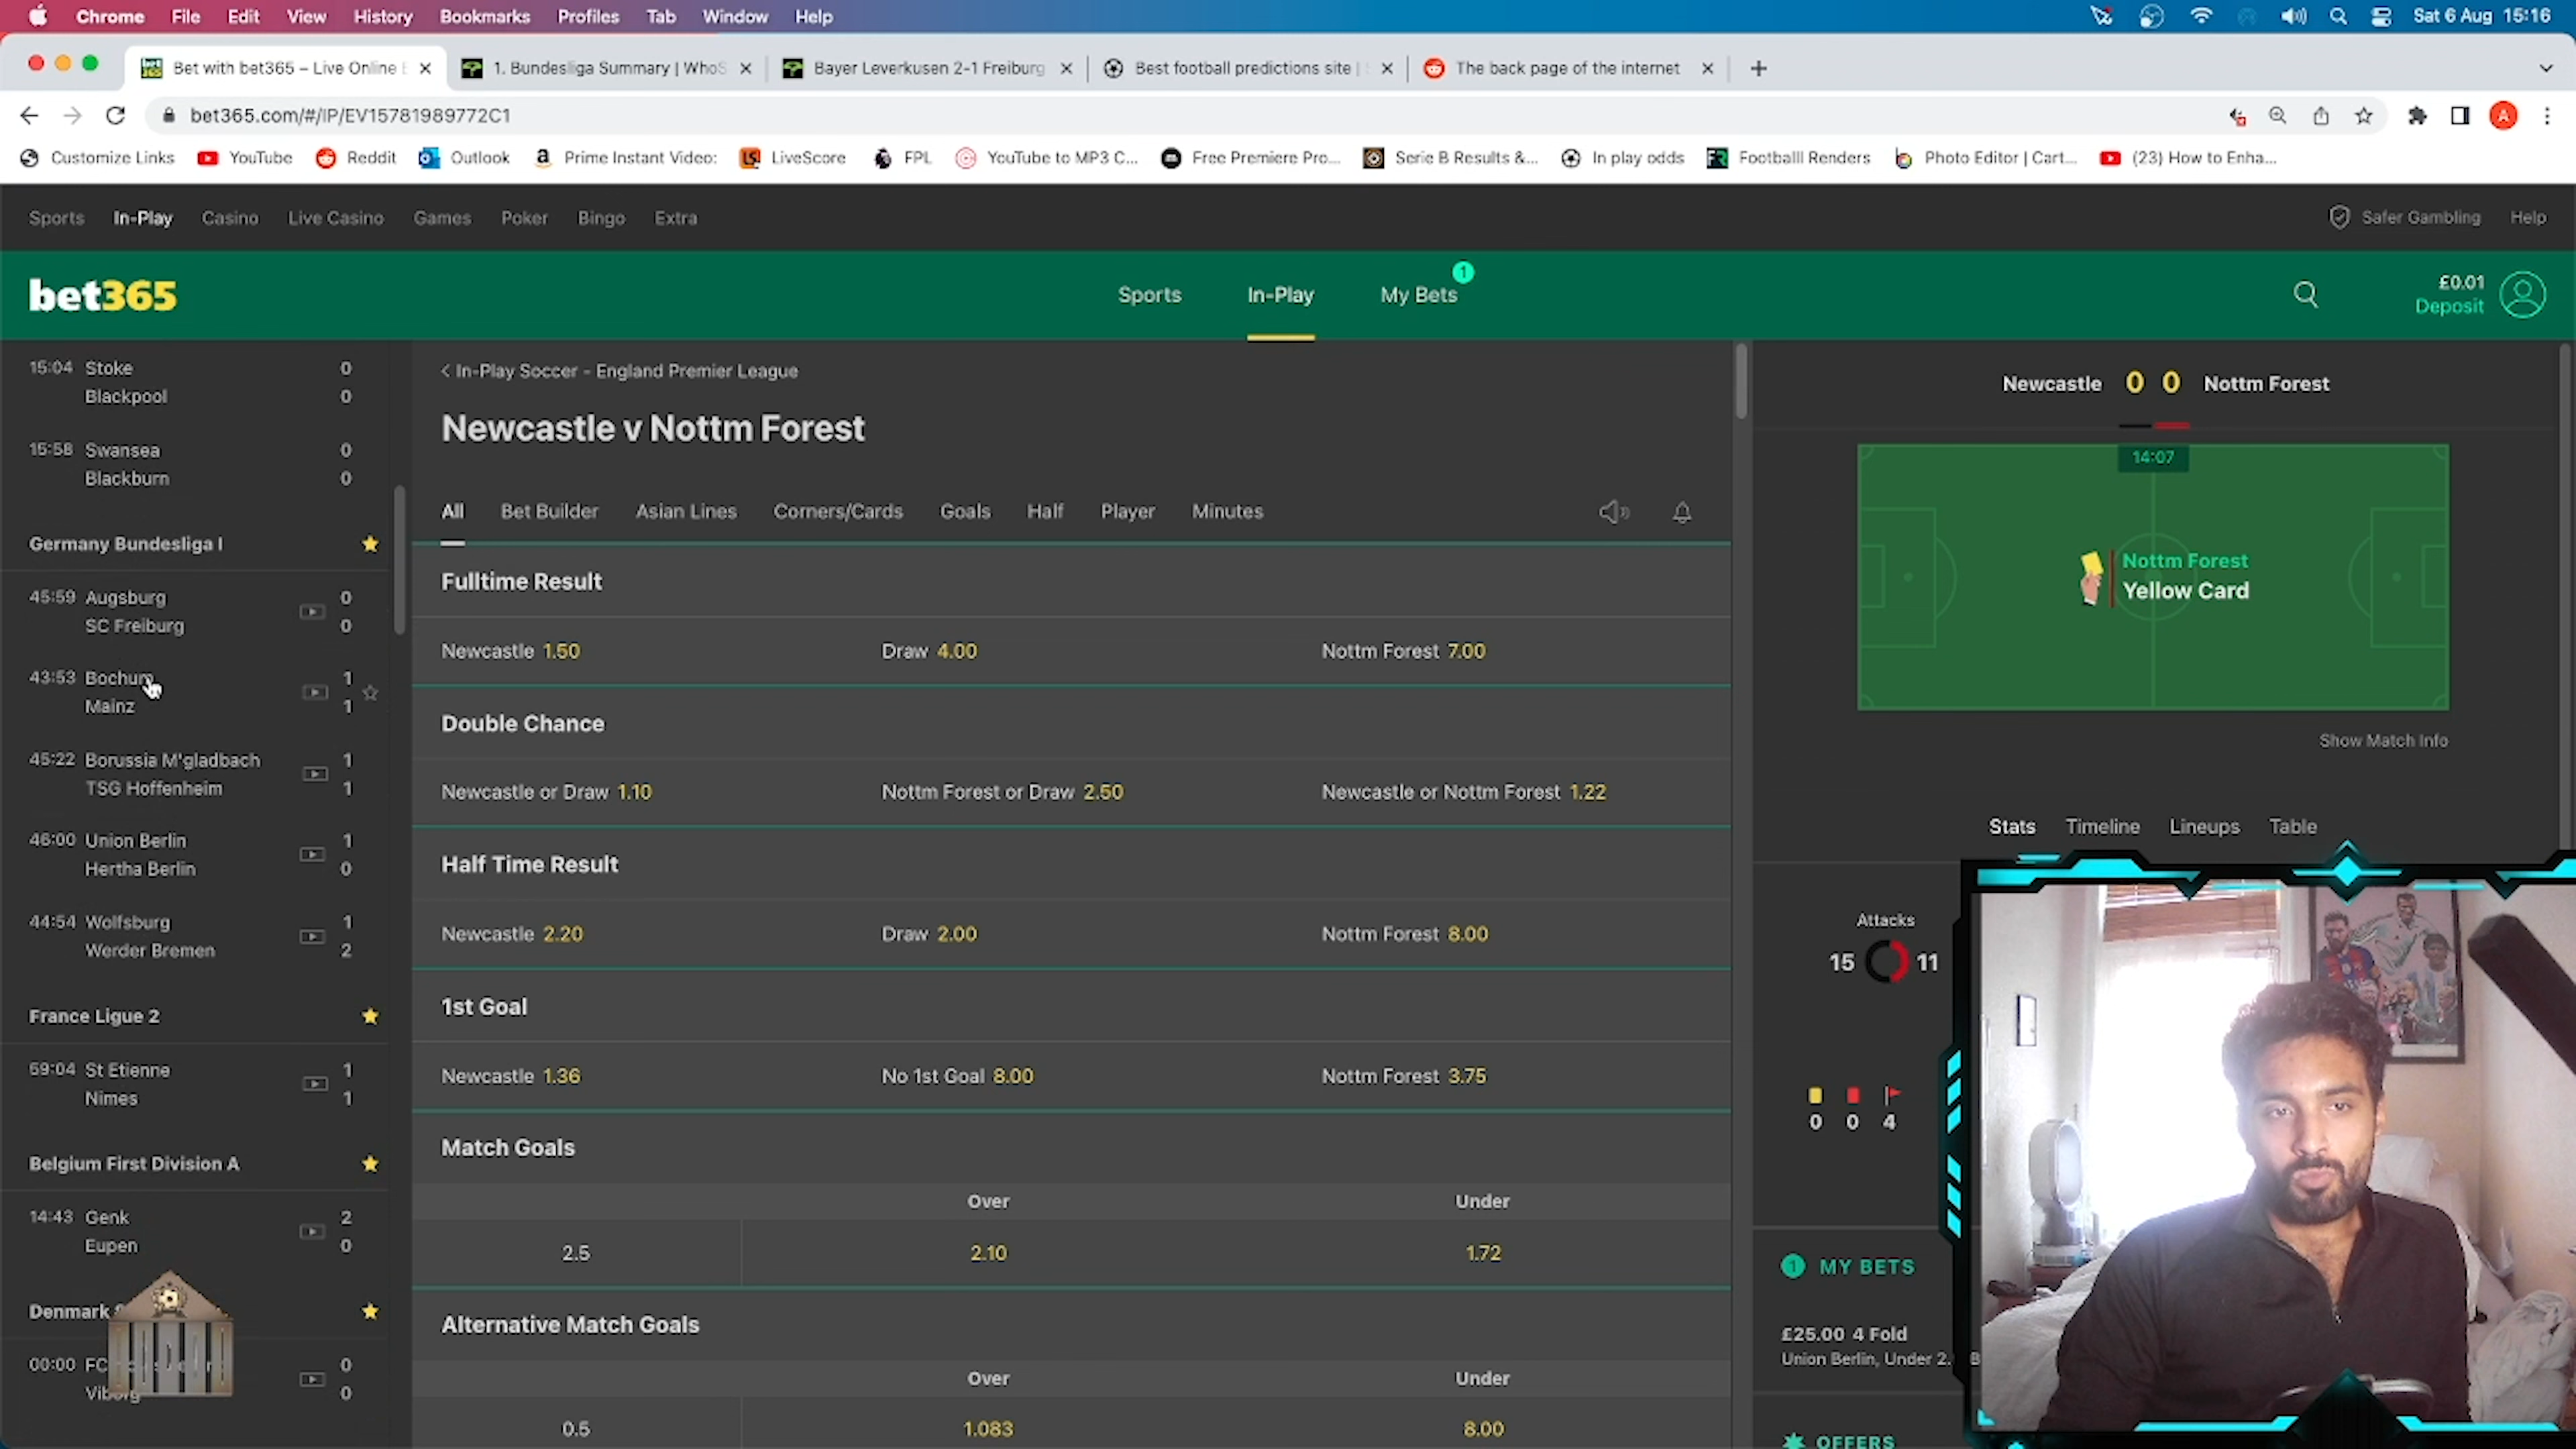 Chrome File Edit View History Bookmarks Profiles Tab Window Help Sat 6 Aug 15:16
Bet with bet365 – Live Online 1. Bundesliga Summary | WhoS Bayer Leverkusen 2-1 Freiburg Best football predictions site | The back page of the internet
bet365.com/#/IP/EV15781989772C1 A
Customize Links YouTube Reddit Outlook Prime Instant Video: LiveScore FPL YouTube to MP3 C... Free Premiere Pro... Serie B Results &... In play odds Footballl Renders Photo Editor | Cart... (23) How to Enha...
Sports In-Play Casino Live Casino Games Poker Bingo Extra Safer Gambling Help
bet365 Sports In-Play My Bets 1 £0.01
Deposit
15:04 Stoke 0
Blackpool 0
15:58 Swansea 0
Blackburn 0
Germany Bundesliga I
45:59 Augsburg 0
SC Freiburg 0
43:53 Bochum 1
Mainz 1
45:22 Borussia M'gladbach 1
TSG Hoffenheim 1
46:00 Union Berlin 1
Hertha Berlin 0
44:54 Wolfsburg 1
Werder Bremen 2
France Ligue 2
59:04 St Etienne 1
Nimes 1
Belgium First Division A
14:43 Genk 2
Eupen 0
Denmark
00:00 FC 0
Viborg 0
< In-Play Soccer - England Premier League
Newcastle v Nottm Forest
All Bet Builder Asian Lines Corners/Cards Goals Half Player Minutes
Fulltime Result
Newcastle 1.50 Draw 4.00 Nottm Forest 7.00
Double Chance
Newcastle or Draw 1.10 Nottm Forest or Draw 2.50 Newcastle or Nottm Forest 1.22
Half Time Result
Newcastle 2.20 Draw 2.00 Nottm Forest 8.00
1st Goal
Newcastle 1.36 No 1st Goal 8.00 Nottm Forest 3.75
Match Goals
Over Under
2.5 2.10 1.72
Alternative Match Goals
Over Under
0.5 1.083 8.00
Newcastle 0 0 Nottm Forest
14:07
Nottm Forest
Yellow Card
Show Match Info
Stats Timeline Lineups Table
Attacks
15 11
0 0 4
1 MY BETS
£25.00 4 Fold
Union Berlin, Under 2.
OFFERS